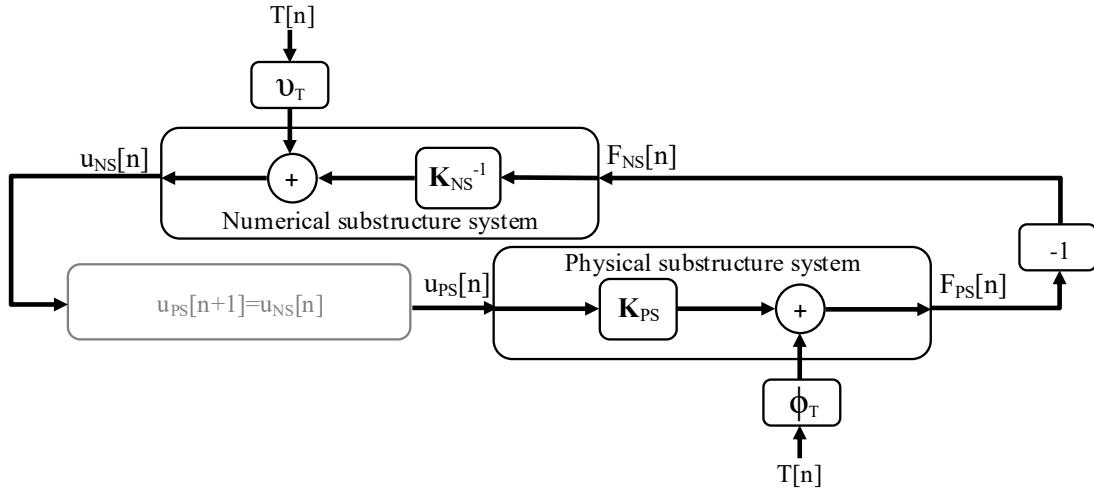 T[n]
υT
uNS[n]
+
KNS-1
FNS[n]
Numerical substructure system
-1
Physical substructure system
uPS[n+1]=uNS[n]
uPS[n]
KPS
+
FPS[n]
ϕT
T[n]